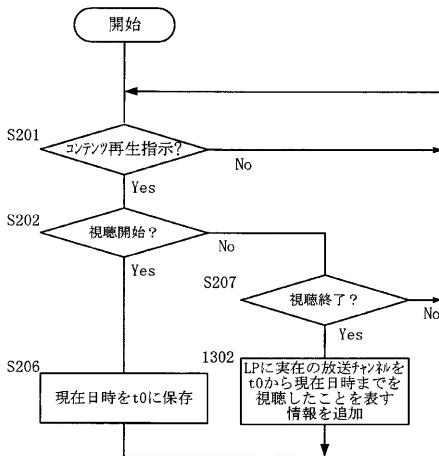 開始
S201
コンテンツ再生指示?
No
Yes
S202
視聴開始?
No
Yes
S207
視聴終了?
No
Yes
S206
現在日時をt0に保存
1302
LPに実在の放送チャンネルを
t0から現在日時までを
視聴したことを表す
情報を追加